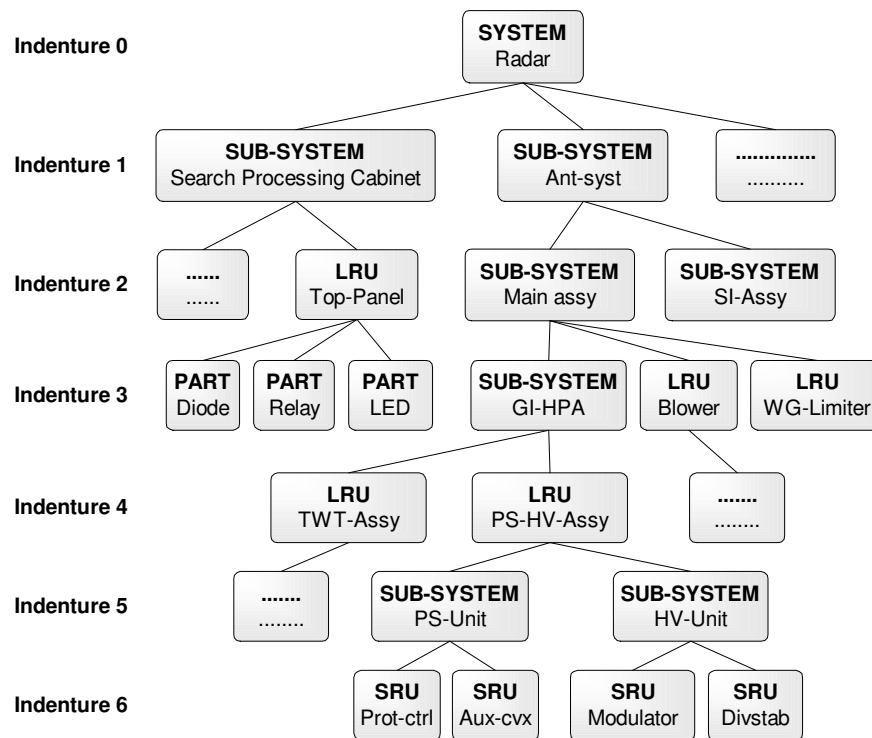 Indenture 0
SYSTEM
Radar
Indenture 1
SUB-SYSTEM
Search Processing Cabinet
SUB-SYSTEM
Ant-syst
..............
..........
Indenture 2
......
......
LRU
Top-Panel
SUB-SYSTEM
Main assy
SUB-SYSTEM
SI-Assy
Indenture 3
PART
Diode
PART
Relay
PART
LED
SUB-SYSTEM
GI-HPA
LRU
Blower
LRU
WG-Limiter
Indenture 4
LRU
TWT-Assy
LRU
PS-HV-Assy
.......
........
Indenture 5
.......
........
SUB-SYSTEM
PS-Unit
SUB-SYSTEM
HV-Unit
Indenture 6
SRU
Prot-ctrl
SRU
Aux-cvx
SRU
Modulator
SRU
Divstab